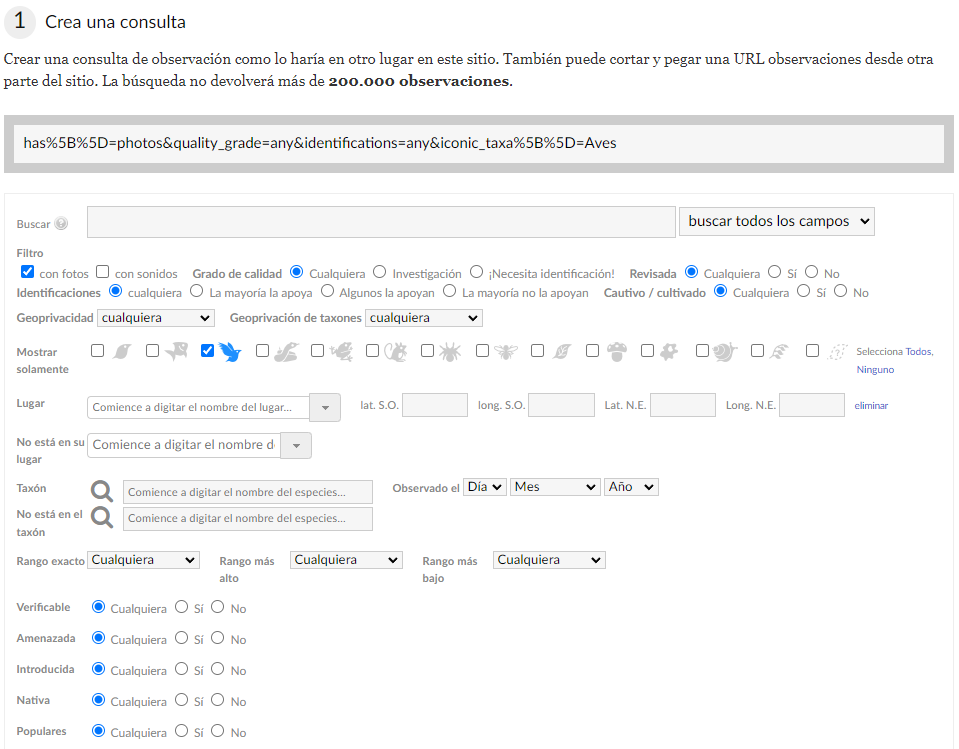 1 Crea una consulta
Crear una consulta de observación como lo haría en otro lugar en este sitio. También puede cortar y pegar una URL observaciones desde otra
parte del sitio. La búsqueda no devolverá más de 200.000 observaciones.
has%5B%5D=photos&quality_grade=any&identifications=any&iconic_taxa%5B%5D=Aves
Buscar ? buscar todos los campos
Filtro
con fotos con sonidos Grado de calidad Cualquiera Investigación ¡Necesita identificación! Revisada Cualquiera Sí No
Identificaciones cualquiera La mayoría la apoya Algunos la apoyan La mayoría no la apoyan Cautivo / cultivado Cualquiera Sí No
Geoprivacidad cualquiera Geoprivación de taxones cualquiera
Mostrar
solamente
Selecciona Todos,
Ninguno
Lugar Comience a digitar el nombre del lugar... lat. S.O. long. S.O. Lat. N.E. Long. N.E. eliminar
No está en su
lugar
Comience a digitar el nombre d
Taxón Comience a digitar el nombre del especies... Observado el Día Mes Año
No está en el
taxón
Comience a digitar el nombre del especies...
Rango exacto Cualquiera Rango más
alto
Cualquiera Rango más
bajo
Cualquiera
Verificable Cualquiera Sí No
Amenazada Cualquiera Sí No
Introducida Cualquiera Sí No
Nativa Cualquiera Sí No
Populares Cualquiera Sí No